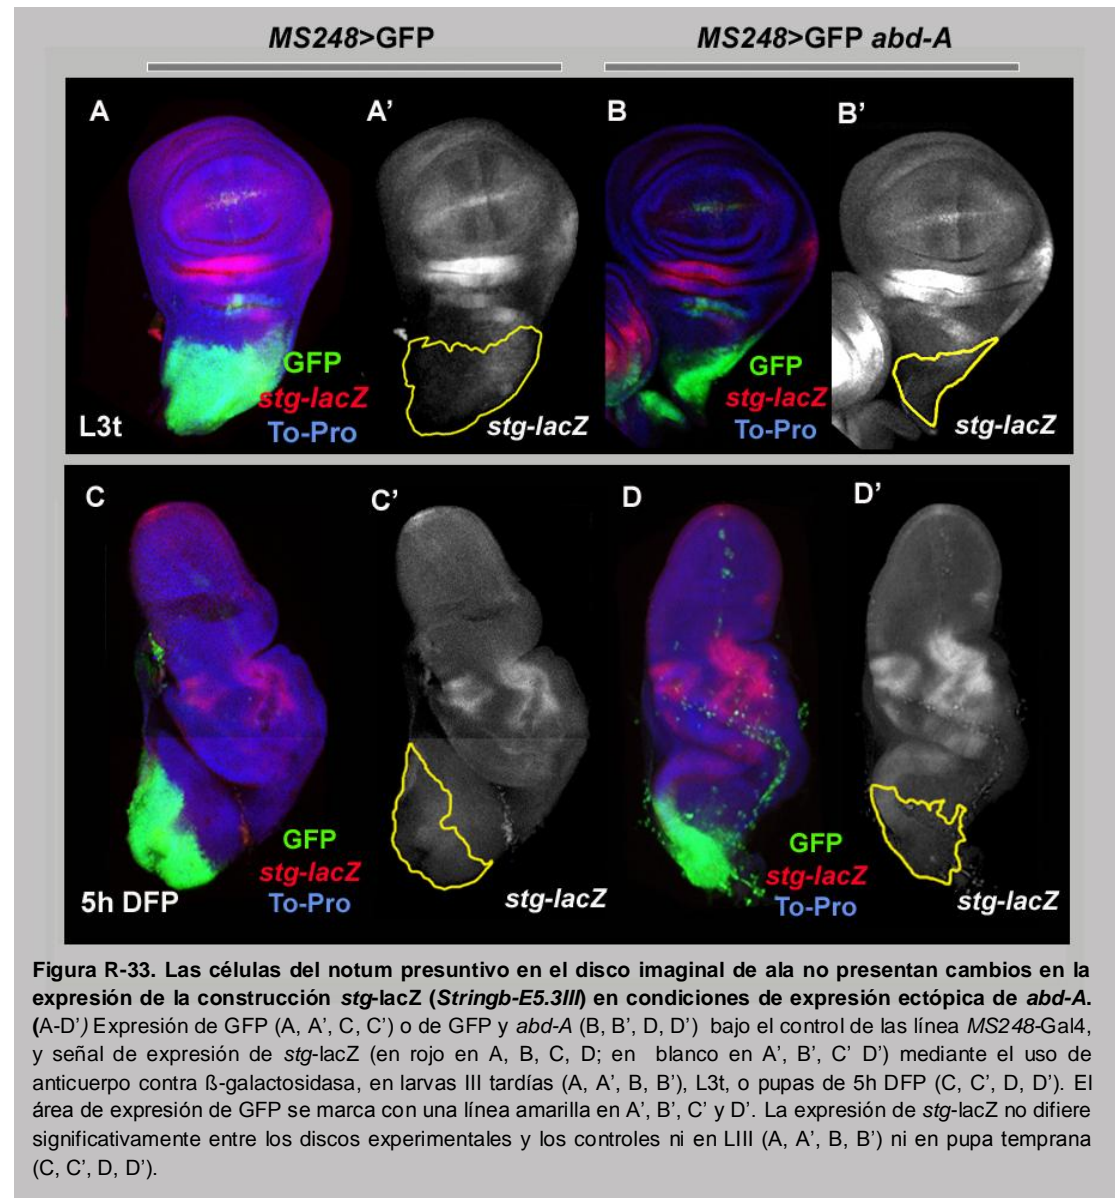 MS248>GFP
MS248>GFP abd-A
A
A’
B
B’
GFP
stg-lacZ
To-Pro
L3t
stg-lacZ
GFP
stg-lacZ
To-Pro
stg-lacZ
C
C’
D
D’
GFP
stg-lacZ
To-Pro
5h DFP
stg-lacZ
GFP
stg-lacZ
To-Pro
stg-lacZ
Figura R-33. Las células del notum presuntivo en el disco imaginal de ala no presentan cambios en la
expresión de la construcción stg-lacZ (Stringb-E5.3III) en condiciones de expresión ectópica de abd-A.
(A-D’) Expresión de GFP (A, A’, C, C’) o de GFP y abd-A (B, B’, D, D’) bajo el control de las línea MS248-Gal4,
y señal de expresión de stg-lacZ (en rojo en A, B, C, D; en blanco en A’, B’, C’ D’) mediante el uso de
anticuerpo contra ß-galactosidasa, en larvas III tardías (A, A’, B, B’), L3t, o pupas de 5h DFP (C, C’, D, D’). El
área de expresión de GFP se marca con una línea amarilla en A’, B’, C’ y D’. La expresión de stg-lacZ no difiere
significativamente entre los discos experimentales y los controles ni en LIII (A, A’, B, B’) ni en pupa temprana
(C, C’, D, D’).